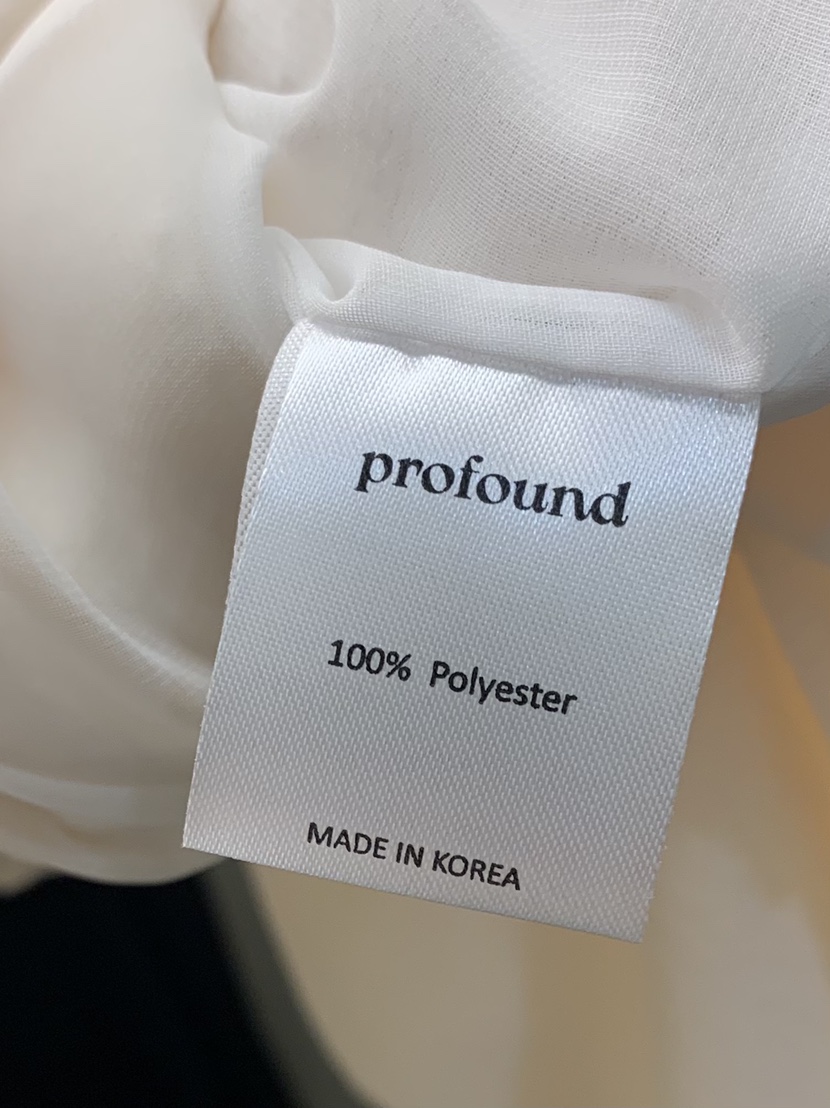 profound
100% Polyester
MADE IN KOREA